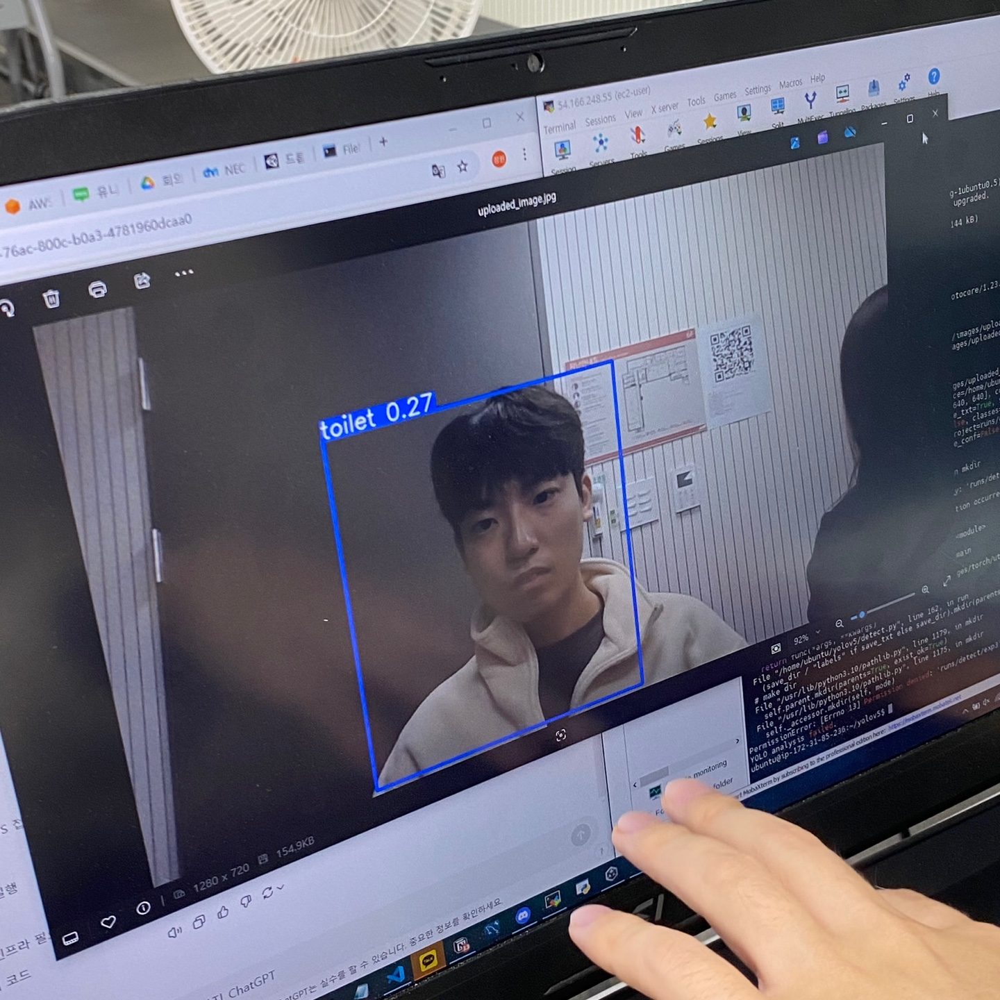 54.166.248.55 (ec2-user)
Terminal Sessions View X server Tools Games Settings Macros Help
Session Servers Tools Games Sessions View Split MultiExec Tunneling Packages Settings Help
AWS
유니
회의
NEC
드롭
File
-76ac-800c-b0a3-4781960dcaa0
uploaded_image.jpg
toilet 0.27
g-1ubuntu0.5)
upgraded.
144 kB)
otocore/1.23.
/images/uploa
ages/uploaded
ges/uploaded_
ce=/home/ubu
640, 640], c
e_txt=True,
lse, classes=
roject=runs/
e_conf=False
n mkdir
y: 'runs/det
tion occurre
<module>
main
ges/torch/ut
92%
line 162, in run
return func(*args, **kwargs)
File "/home/ubuntu/yolov5/detect.py",
(save_dir / "labels" if save_txt else save_dir).mkdir(parents
# make dir
File "/usr/lib/python3.10/pathlib.py", line 1179, in mkdir
self.parent.mkdir(parents=True, exist_ok=True)
File "/usr/lib/python3.10/pathlib.py", line 1175, in mkdir
self._accessor.mkdir(self, mode)
PermissionError: [Errno 13] Permission denied: 'runs/detect/exp3
YOLO analysis failed.
ubuntu@ip-172-31-85-236:~/yolov5$
rt MobaXterm by subscribing to the professional edition here: https://mobaxterm.mobatek.net
monitoring
folder
1280 x 720
154.9KB
S 접
실행
인프라 필
코드
지 ChatGPT
ChatGPT는 실수를 할 수 있습니다. 중요한 정보를 확인하세요.
TALK